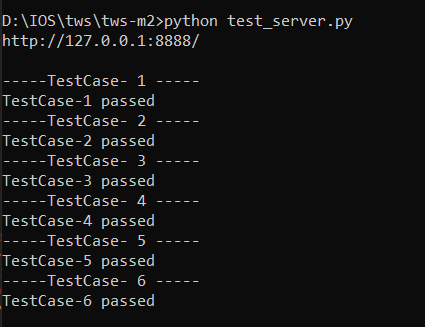 D:\IOS\tws\tws-m2>python test_server.py
http://127.0.0.1:8888/
-----TestCase- 1 -----
TestCase-1 passed
-----TestCase- 2 -----
TestCase-2 passed
-----TestCase- 3 -----
TestCase-3 passed
-----TestCase- 4 -----
TestCase-4 passed
-----TestCase- 5 -----
TestCase-5 passed
-----TestCase- 6 -----
TestCase-6 passed